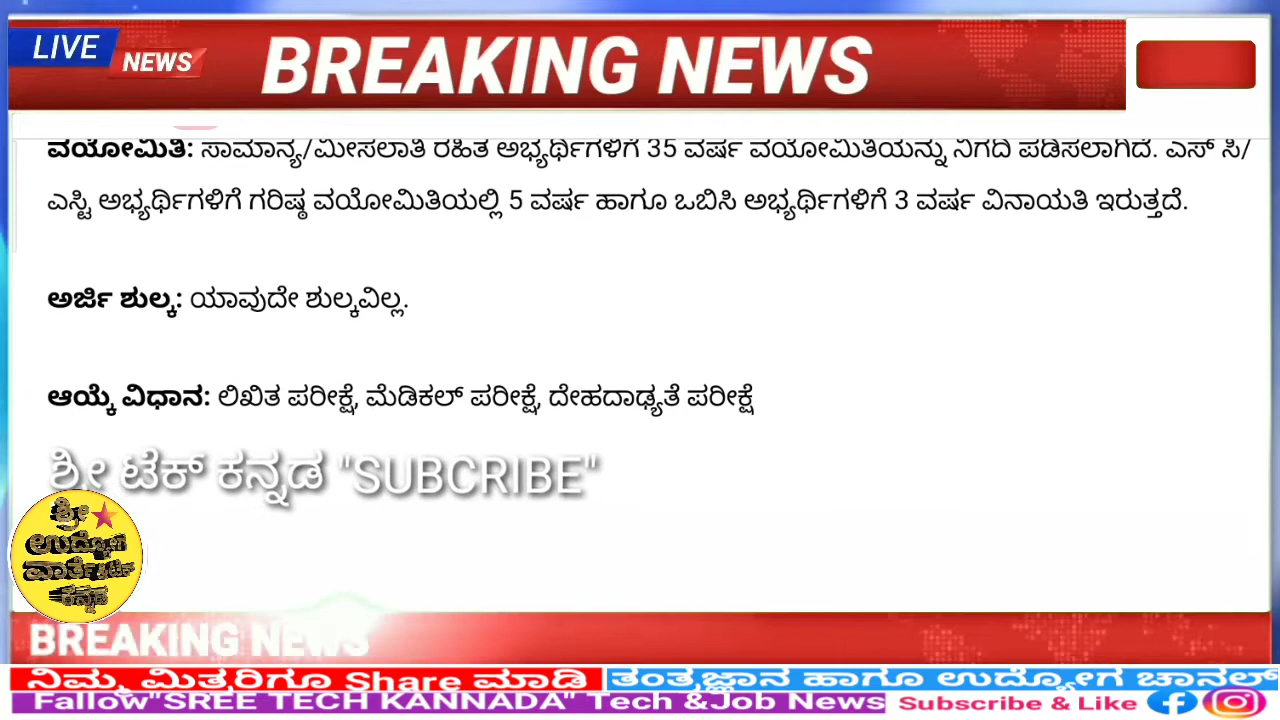 LIVE
NEWS
BREAKING NEWS
ವಯೋಮಿತಿ: ಸಾಮಾನ್ಯ/ಮೀಸಲಾತಿ ರಹಿತ ಅಭ್ಯರ್ಥಿಗಳಿಗೆ 35 ವರ್ಷ ವಯೋಮಿತಿಯನ್ನು ನಿಗದಿ ಪಡಿಸಲಾಗಿದೆ. ಎಸ್ ಸಿ/
ಎಸ್ಟಿ ಅಭ್ಯರ್ಥಿಗಳಿಗೆ ಗರಿಷ್ಠ ವಯೋಮಿತಿಯಲ್ಲಿ 5 ವರ್ಷ ಹಾಗೂ ಒಬಿಸಿ ಅಭ್ಯರ್ಥಿಗಳಿಗೆ 3 ವರ್ಷ ವಿನಾಯತಿ ಇರುತ್ತದೆ.
ಅರ್ಜಿ ಶುಲ್ಕ: ಯಾವುದೇ ಶುಲ್ಕವಿಲ್ಲ.
ಆಯ್ಕೆ ವಿಧಾನ: ಲಿಖಿತ ಪರೀಕ್ಷೆ, ಮೆಡಿಕಲ್ ಪರೀಕ್ಷೆ, ದೇಹದಾಢ್ಯತೆ ಪರೀಕ್ಷೆ
ಶ್ರೀ ಟೆಕ್ ಕನ್ನಡ "SUBCRIBE"
ಶ್ರೀ
ಉದ್ಯೋಗ
ಕನ್ನಡ
BREAKING NEWS
ನಿಮ್ಮ ಮಿತ್ರರಿಗೂ Share ಮಾಡಿ ತಂತ್ರಜ್ಞಾನ ಹಾಗೂ ಉದ್ಯೋಗ ಚಾನಲ್
Fallow"SREE TECH KANNADA" Tech &Job News Subscribe & Like